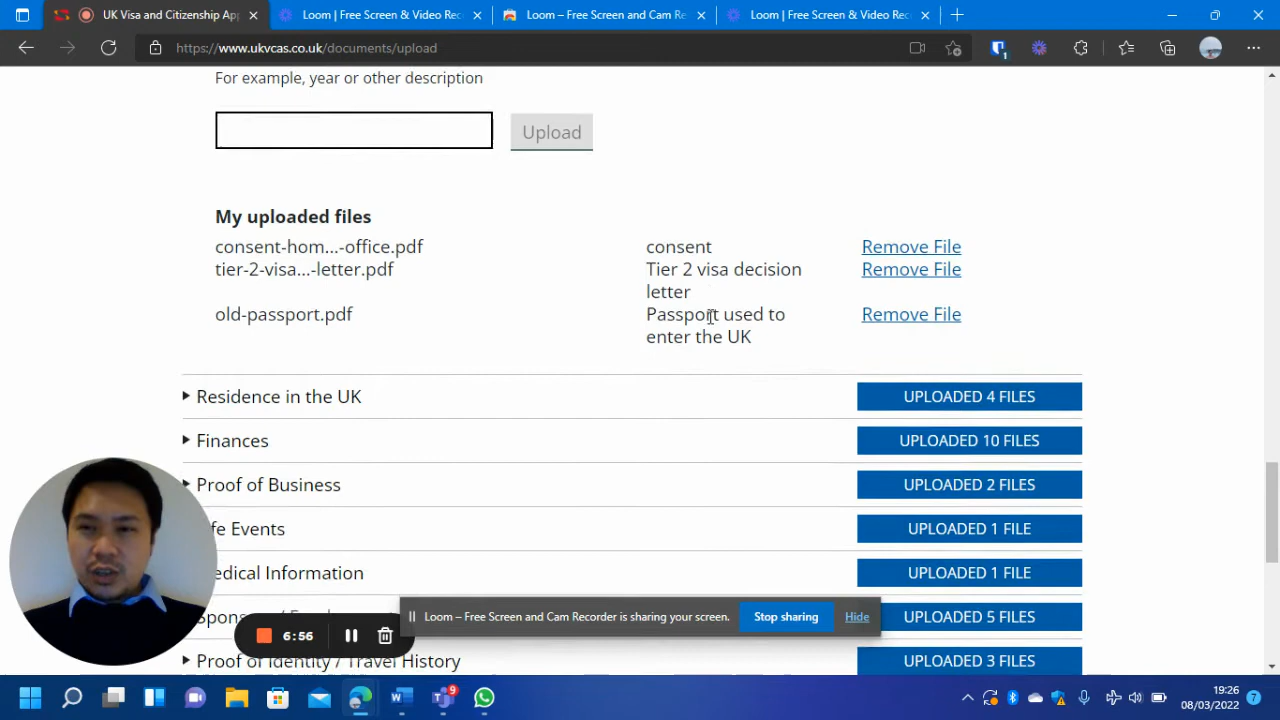 UK Visa and Citizenship App
Loom | Free Screen & Video Rec
Loom – Free Screen and Cam Re
Loom | Free Screen & Video Rec
https://www.ukvcas.co.uk/documents/upload
1
For example, year or other description
Upload
My uploaded files
consent-hom...-office.pdf consent Remove File
tier-2-visa...-letter.pdf Tier 2 visa decision Remove File
letter
old-passport.pdf Passport used to Remove File
enter the UK
Residence in the UK UPLOADED 4 FILES
Finances UPLOADED 10 FILES
Proof of Business UPLOADED 2 FILES
fe Events UPLOADED 1 FILE
edical Information UPLOADED 1 FILE
UPLOADED 5 FILES
Loom – Free Screen and Cam Recorder is sharing your screen. Stop sharing Hide
6:56
Proof of Identity / Travel History UPLOADED 3 FILES
9
19:26
08/03/2022
7